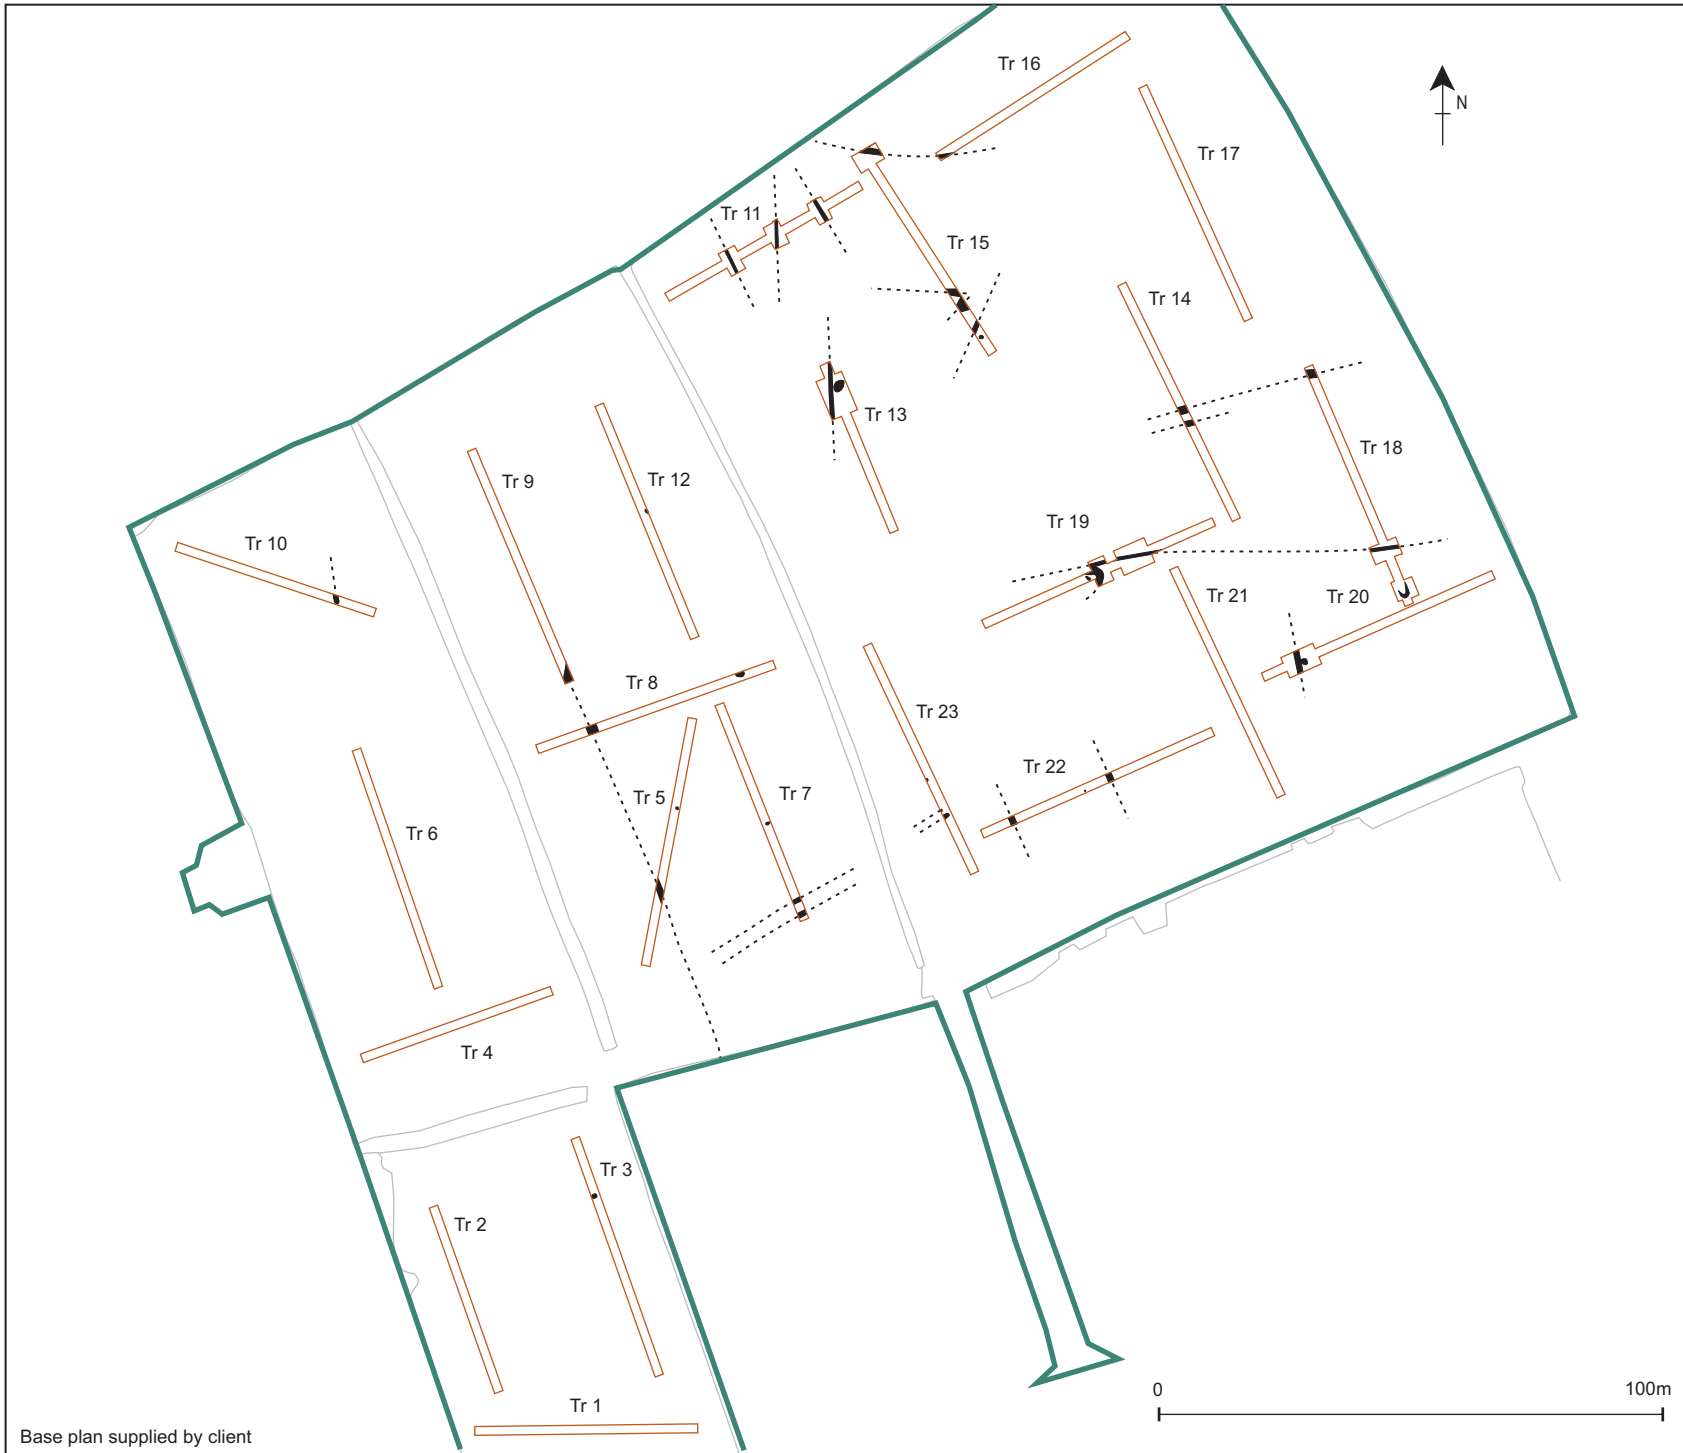 Tr 16
N
Tr 17
Tr 11
Tr 15
Tr 14
Tr 13
Tr 18
Tr 9
Tr 12
Tr 19
Tr 10
Tr 21
Tr 20
Tr 8
Tr 23
Tr 22
Tr 5
Tr 7
Tr 6
Tr 4
Tr 3
Tr 2
0
100m
Tr 1
Base plan supplied by client